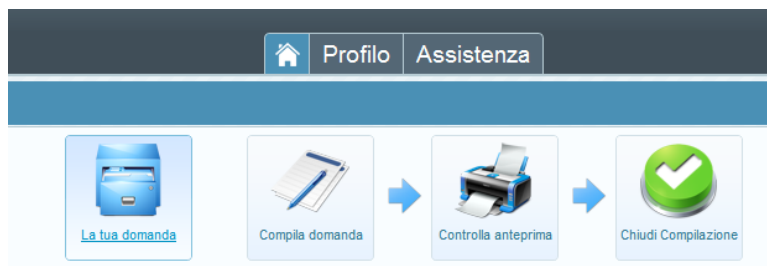 Profilo Assistenza
La tua domanda Compila domanda Controlla anteprima Chiudi Compilazione